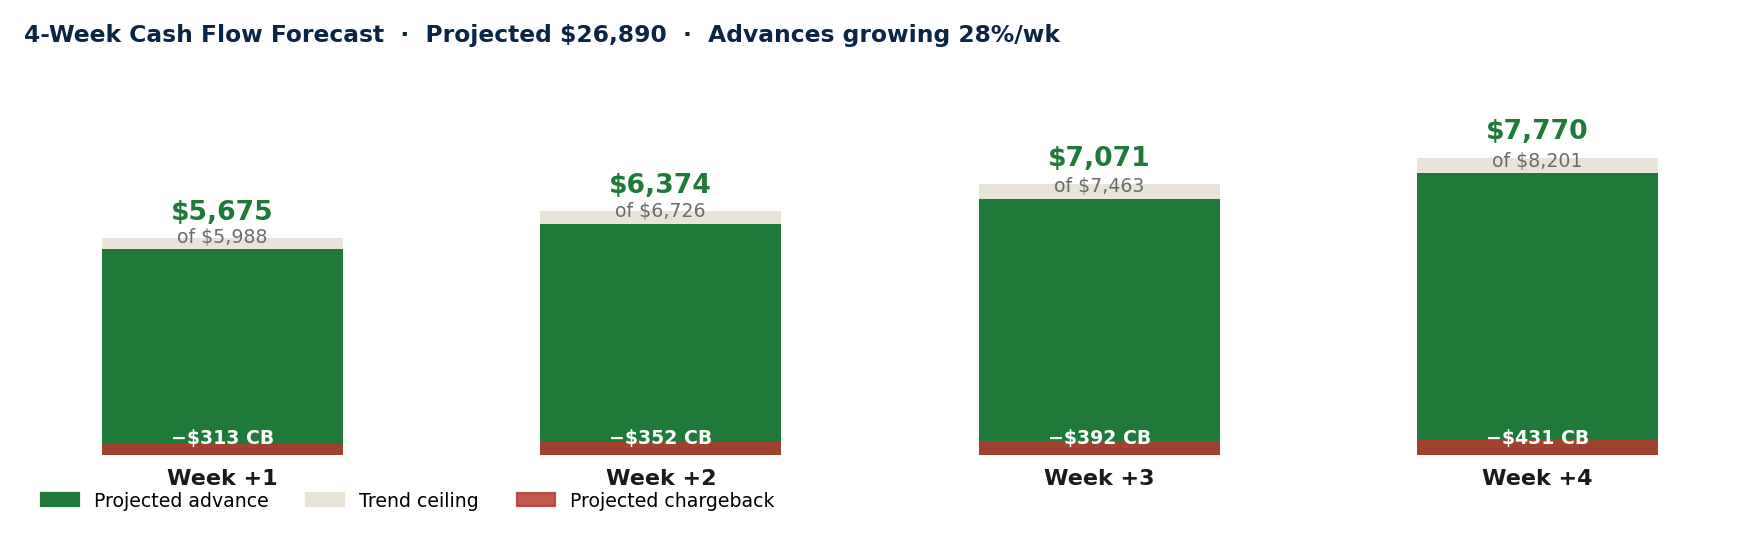 4-Week Cash Flow Forecast · Projected $26,890 · Advances growing 28%/wk
$5,675
of $5,988
−$313 CB
Week +1
$6,374
of $6,726
−$352 CB
Week +2
$7,071
of $7,463
−$392 CB
Week +3
$7,770
of $8,201
−$431 CB
Week +4
Projected advance
Trend ceiling
Projected chargeback